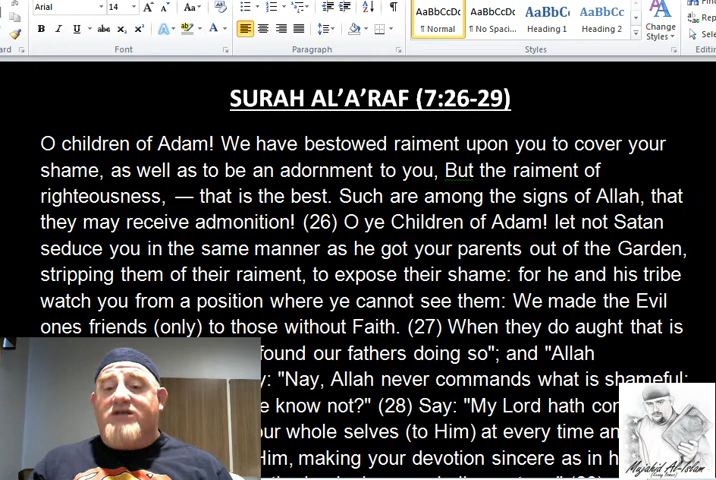 Arial
14
Aa
AaBbCcDc
AaBbCcDc
AaBbC
AaBbCc
B I U abc x₂ x² A
¶ Normal
¶ No Spaci...
Heading 1
Heading 2
Change
Styles
Repl
Sele
Font
Paragraph
Styles
Editin
SURAH AL’A’RAF (7:26-29)
O children of Adam! We have bestowed raiment upon you to cover your
shame, as well as to be an adornment to you, But the raiment of
righteousness, — that is the best. Such are among the signs of Allah, that
they may receive admonition! (26) O ye Children of Adam! let not Satan
seduce you in the same manner as he got your parents out of the Garden,
stripping them of their raiment, to expose their shame: for he and his tribe
watch you from a position where ye cannot see them: We made the Evil
ones friends (only) to those without Faith. (27) When they do aught that is
found our fathers doing so"; and "Allah
: "Nay, Allah never commands what is shameful:
e know not?" (28) Say: "My Lord hath
our whole selves (to Him) at every time
Him, making your devotion sincere as in
Mujahid Al-Islam